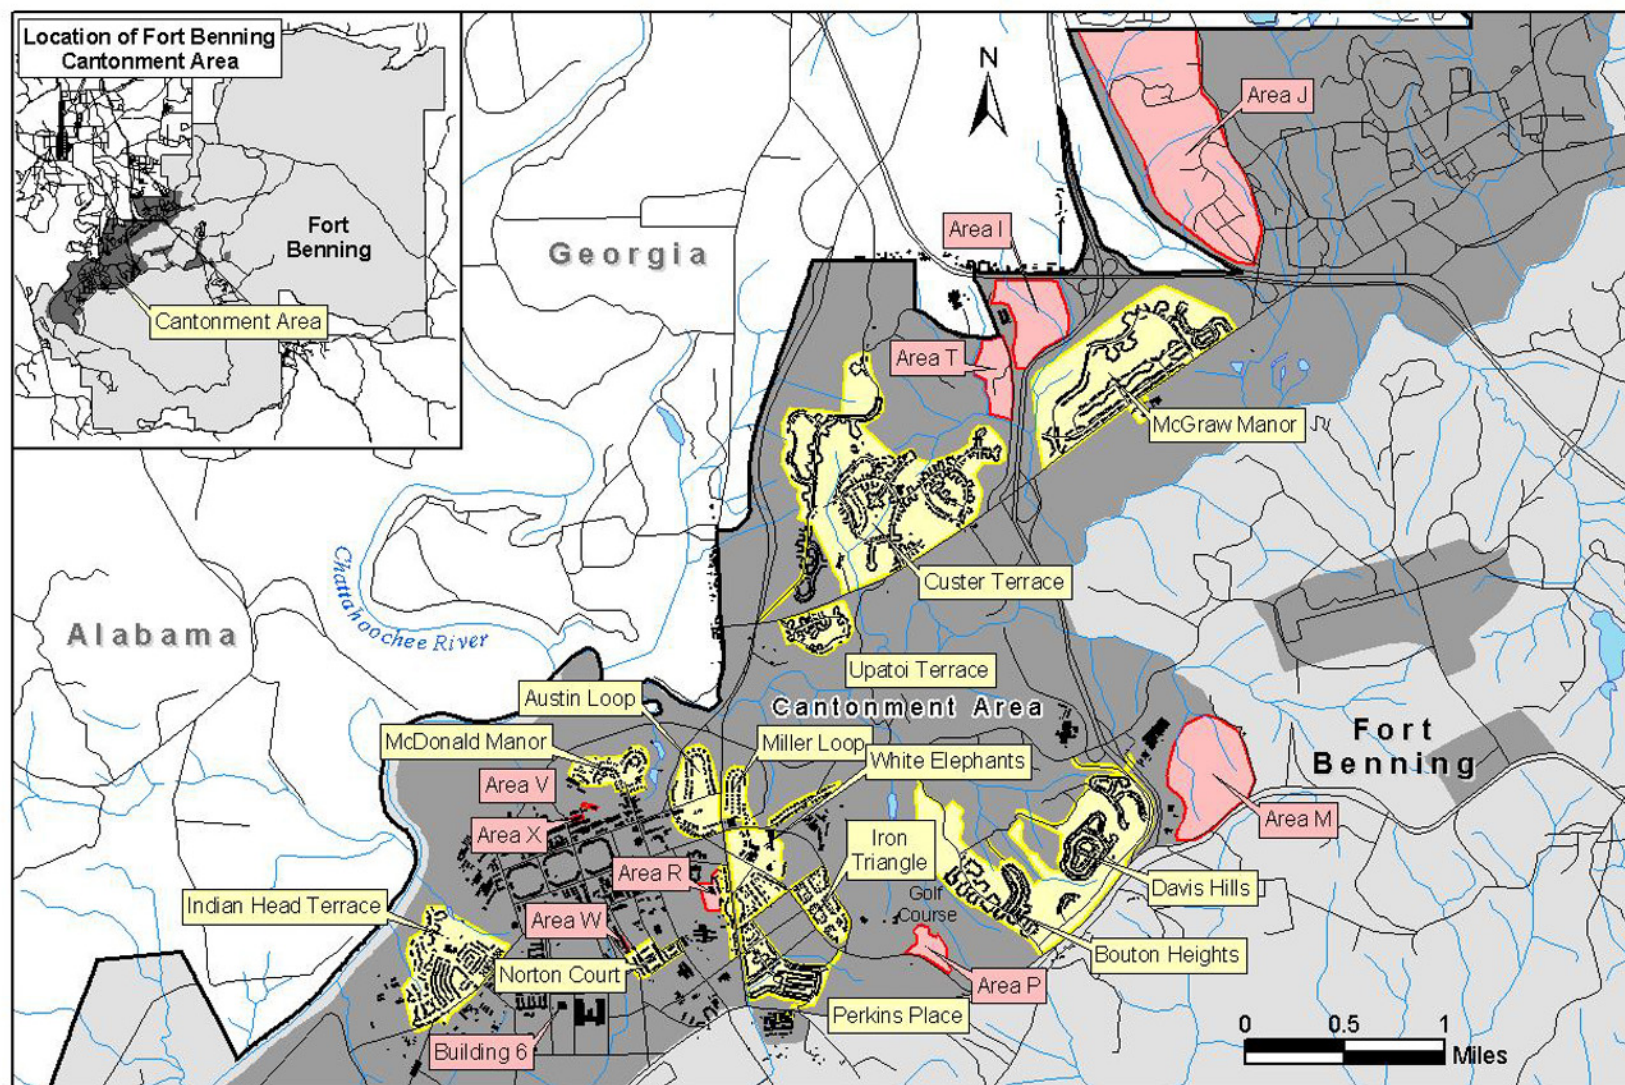 Location of Fort Benning
Cantonment Area
Fort
Benning
Cantonment Area
N
Area J
Area I
Georgia
Area T
McGraw Manor
Custer Terrace
Chattahoochee River
Alabama
Upatoi Terrace
Austin Loop
Cantonment Area
Fort
Benning
McDonald Manor
Miller Loop
White Elephants
Area V
Area X
Iron
Triangle
Area M
Area R
Davis Hills
Golf
Course
Indian Head Terrace
Area W
Bouton Heights
Norton Court
Area P
Perkins Place
Building 6
0 0.5 1
Miles